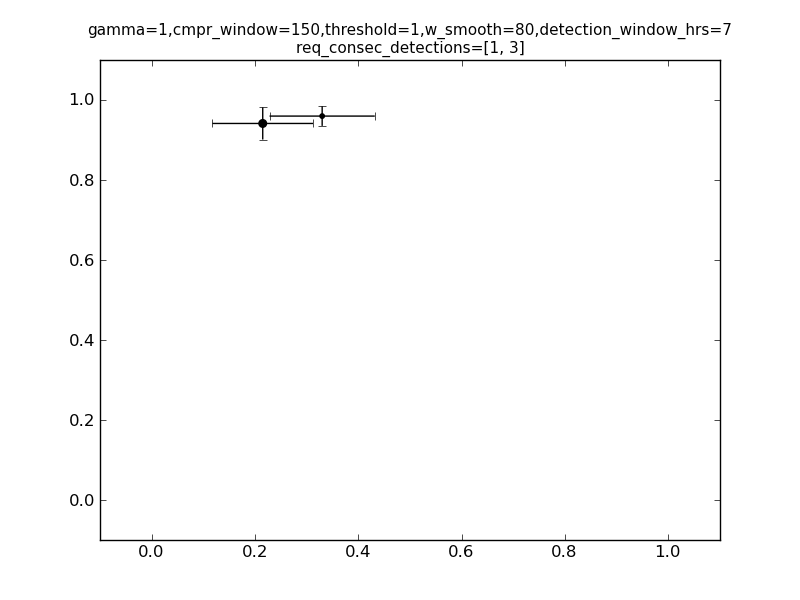 gamma=1,cmpr_window=150,threshold=1,w_smooth=80,detection_window_hrs=7
req_consec_detections=[1, 3]
1.0
0.8
0.6
0.4
0.2
0.0
0.0 0.2 0.4 0.6 0.8 1.0